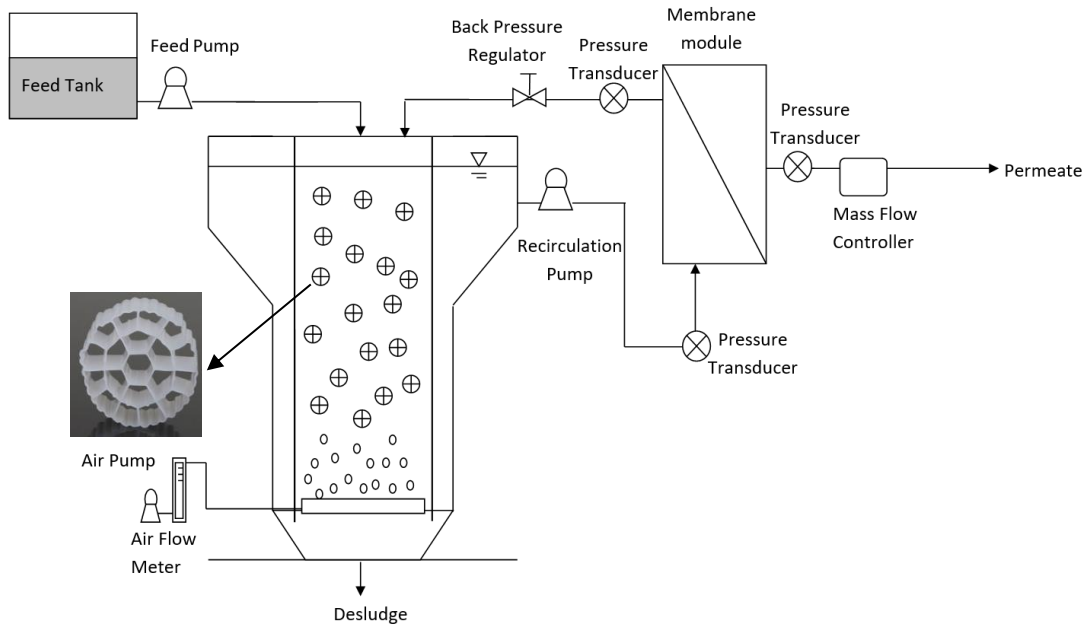 Membrane
module
Back Pressure
Regulator
Pressure
Transducer
Feed Pump
Feed Tank
Pressure
Transducer
Permeate
Mass Flow
Controller
Recirculation
Pump
Pressure
Transducer
Air Pump
Air Flow
Meter
Desludge